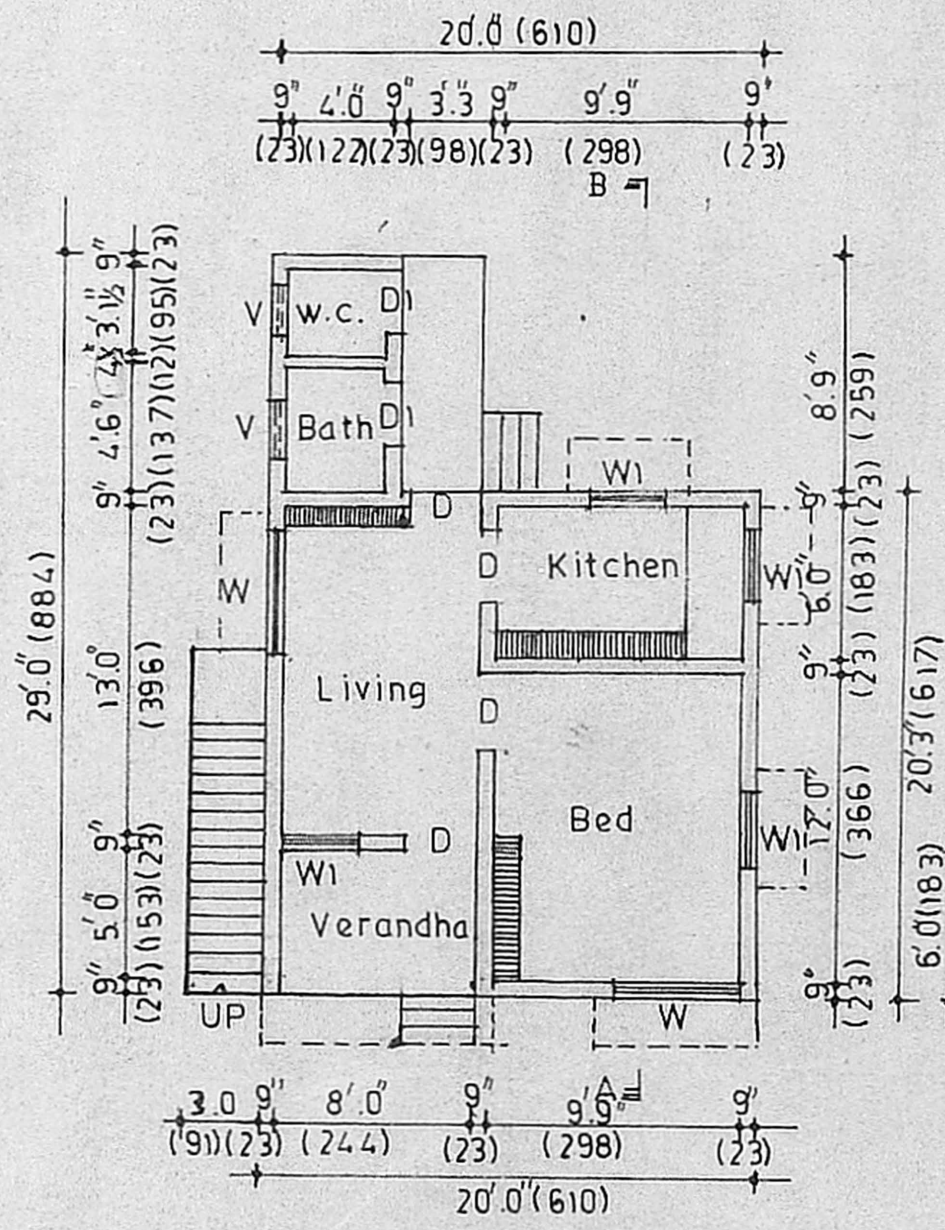 20'.0" (610)
9" 4'.0" 9" 3'.3" 9" 9'.9" 9"
(23)(122)(23)(98)(23) (298) (23)
B
9" 3'.1½" 4½" 4'.6" 9" 13'.0" 9" 5'.0" 9"
(23)(95)(12)(137)(23) (396) (23)(153)(23)
29'.0"(884)
V W.C. D1
V Bath D1
W1
D
W D Kitchen W1
Living
D
Bed W1
D
W1
Verandha
UP W
8'.9" 9" 6'.0" 9" 12'.0" 9"
(259) (23) (183) (23) (366) (23)
20'.3"(617)
6'.0"(183)
A
3.0 9" 8'.0" 9" 9'.9" 9"
(91)(23) (244) (23) (298) (23)
20'.0"(610)